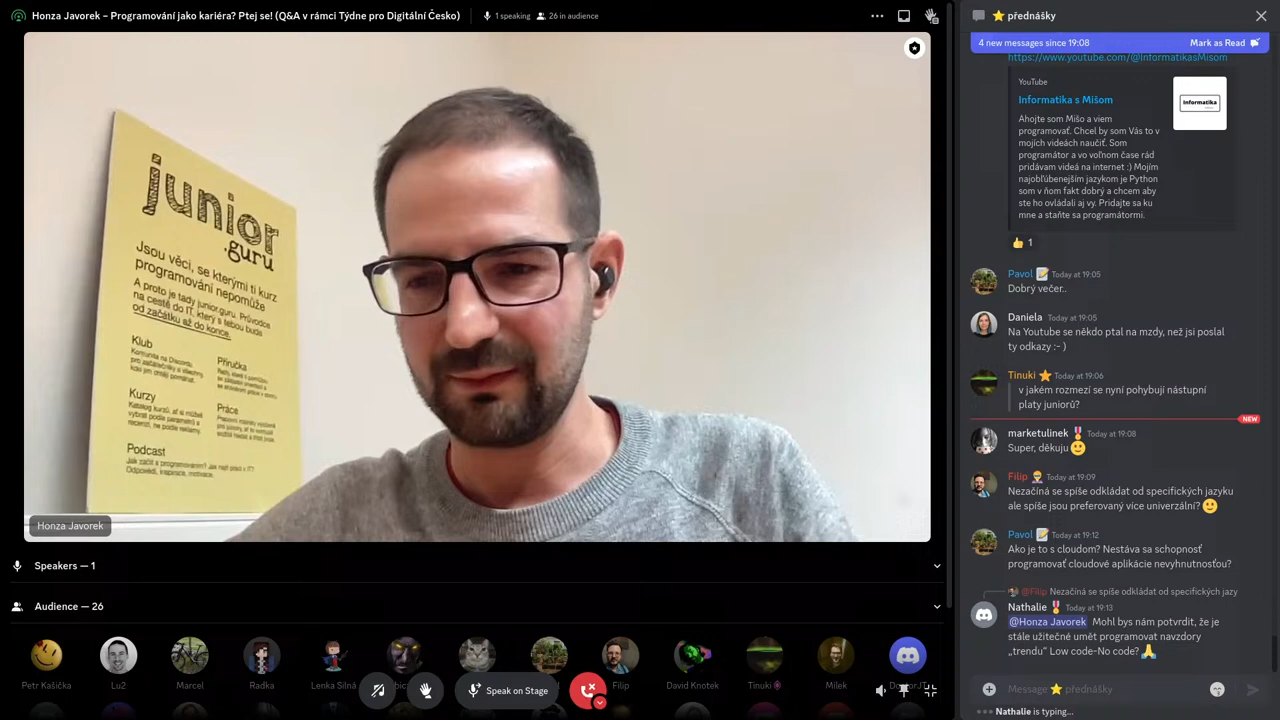 Honza Javorek – Programování jako kariéra? Ptej se! (Q&A v rámci Týdne pro Digitální Česko)
1 speaking
26 in audience
junior
.guru
Jsou věci, se kterými ti kurz
programování nepomůže
A proto je tady junior.guru. Průvodce
na cestě do IT, který s tebou bude
od začátku až do konce.
Klub
Příručka
Kurzy
Práce
Podcast
Honza Javorek
Speakers — 1
Audience — 26
Petr Kašička
Lu2
Marcel
Radka
Lenka Silná
Filip
David Knotek
Tinuki
Milek
Speak on Stage
přednášky
4 new messages since 19:08
Mark as Read
https://www.youtube.com/@InformatikasMisom
YouTube
Informatika s Mišom
Informatika
Ahojte som Mišo a viem
programovať. Chcel by som Vás to v
mojích videách naučiť. Som
programátor a vo voľnom čase rád
pridávam videá na internet :) Mojím
najobľúbenejším jazykom je Python
som v ňom fakt dobrý a chcem aby
ste ho ovládali aj vy. Pridajte sa ku
mne a staňte sa programátormi.
1
Pavol Today at 19:05
Dobrý večer..
Daniela Today at 19:05
Na Youtube se někdo ptal na mzdy, než jsi poslal
ty odkazy :- )
Tinuki Today at 19:06
v jakém rozmezí se nyní pohybují nástupní
platy juniorů?
NEW
marketulinek Today at 19:08
Super, děkuju
Filip Today at 19:09
Nezačíná se spíše odkládat od specifických jazyku
ale spíše jsou preferovaný více univerzální?
Pavol Today at 19:12
Ako je to s cloudom? Nestáva sa schopnosť
programovať cloudové aplikácie nevyhnutnosťou?
@Filip Nezačíná se spíše odkládat od specifických jazy
Nathalie Today at 19:13
@Honza Javorek Mohl bys nám potvrdit, že je
stále užitečné umět programovat navzdory
„trendu“ Low code-No code?
Message přednášky
Nathalie is typing...